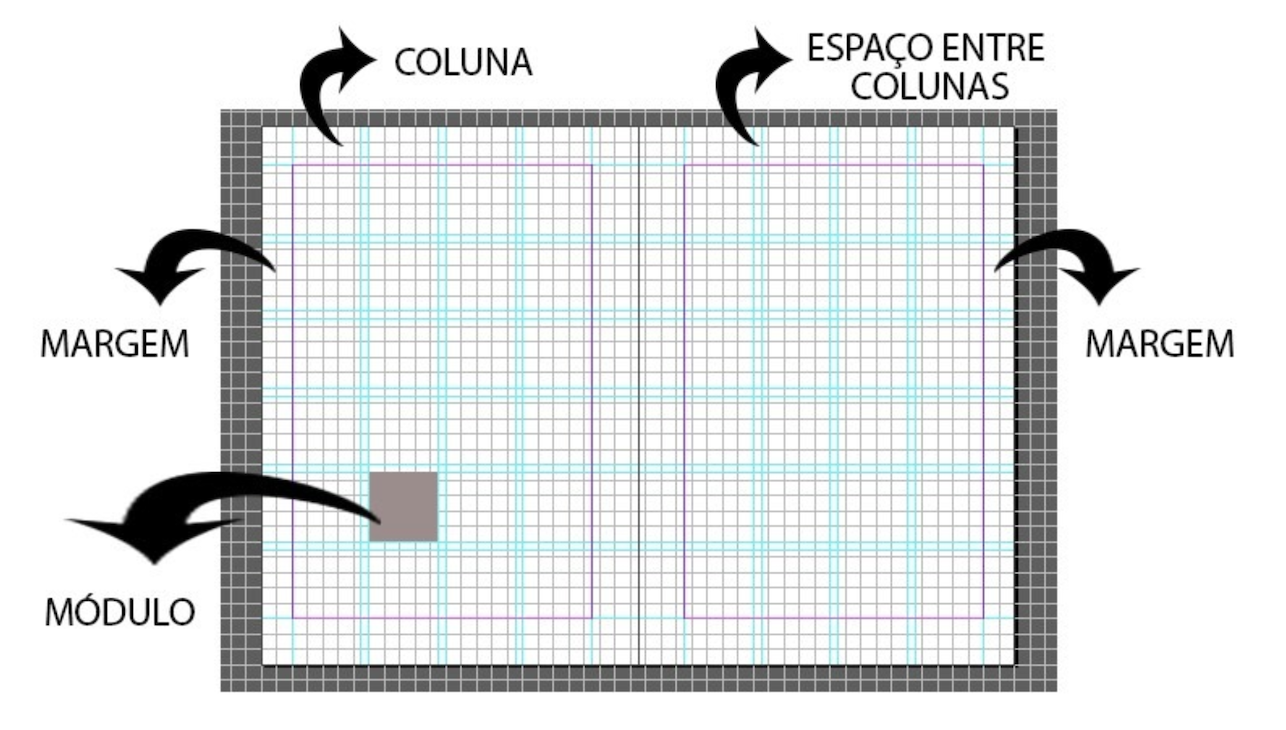 COLUNA
ESPAÇO ENTRE
COLUNAS
MARGEM
MARGEM
MÓDULO